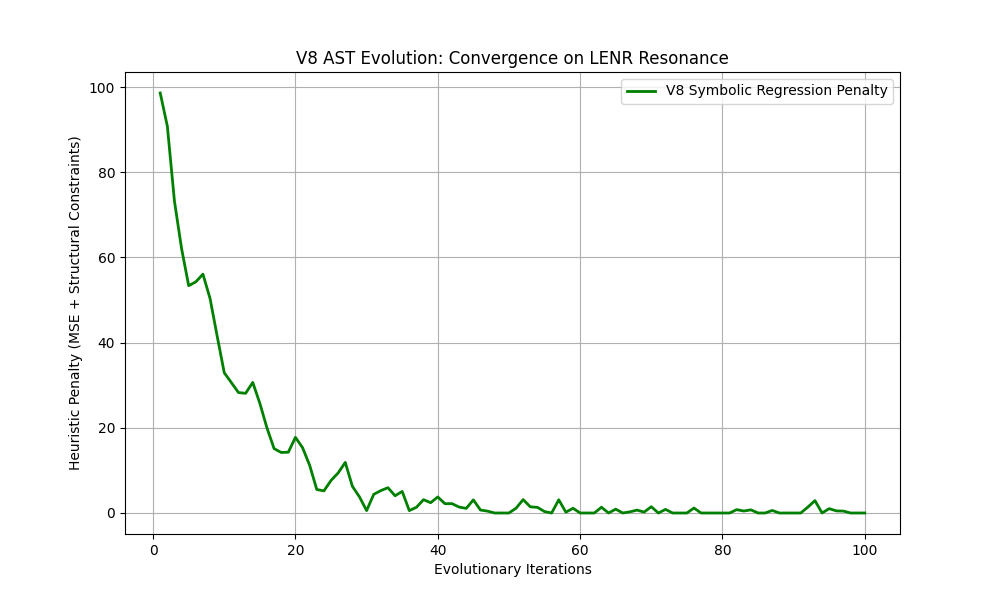 V8 AST Evolution: Convergence on LENR Resonance
V8 Symbolic Regression Penalty
Heuristic Penalty (MSE + Structural Constraints)
100
80
60
40
20
0
0 20 40 60 80 100
Evolutionary Iterations